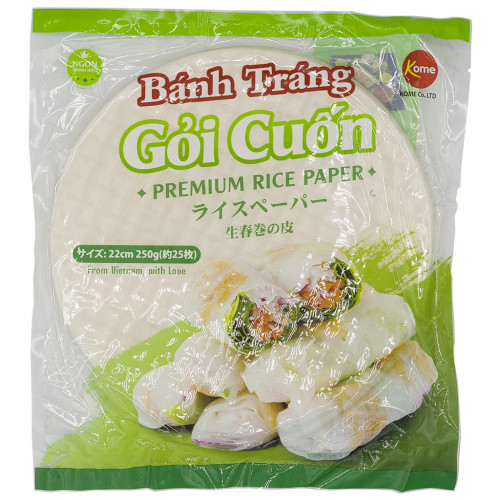 NGON
Bánh Tráng
Kome
KOME Co.,LTD
Gỏi Cuốn
PREMIUM RICE PAPER
ライスペーパー
生春巻の皮
サイズ: 22cm 250g(約25枚)
From Vietnam, with Love